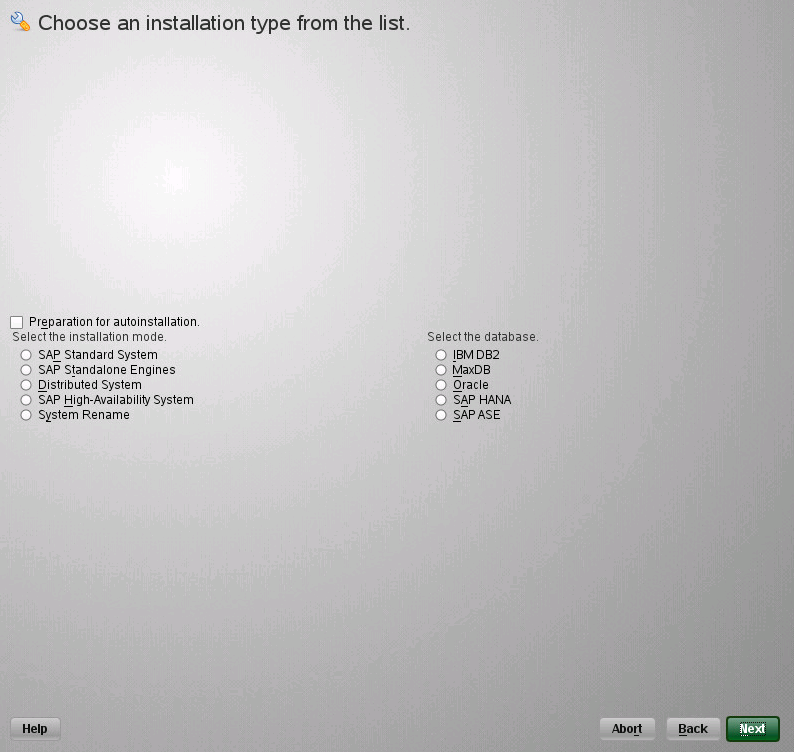 Choose an installation type from the list.
Preparation for autoinstallation.
Select the installation mode.
SAP Standard System
SAP Standalone Engines
Distributed System
SAP High-Availability System
System Rename
Select the database.
IBM DB2
MaxDB
Oracle
SAP HANA
SAP ASE
Help
Abort
Back
Next